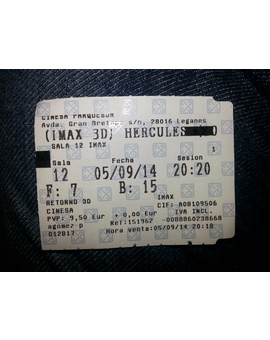 CINESA PARQUESUR
Avda. Gran Bretaña s/n, 28016 Leganes
(IMAX 3D) HERCULES
SALA 12 IMAX
1
Sala Fecha Sesion
12 05/09/14 20:20
F: 7 B: 15
RETORNO 3D IMAX
CINESA CIF: A08109506
PVP: 9,50 Eur + 0,00 Eur IVA INCL.
agomez p Ref:151962 -0088860238668
012817 Hora venta:05/09/14 20:18